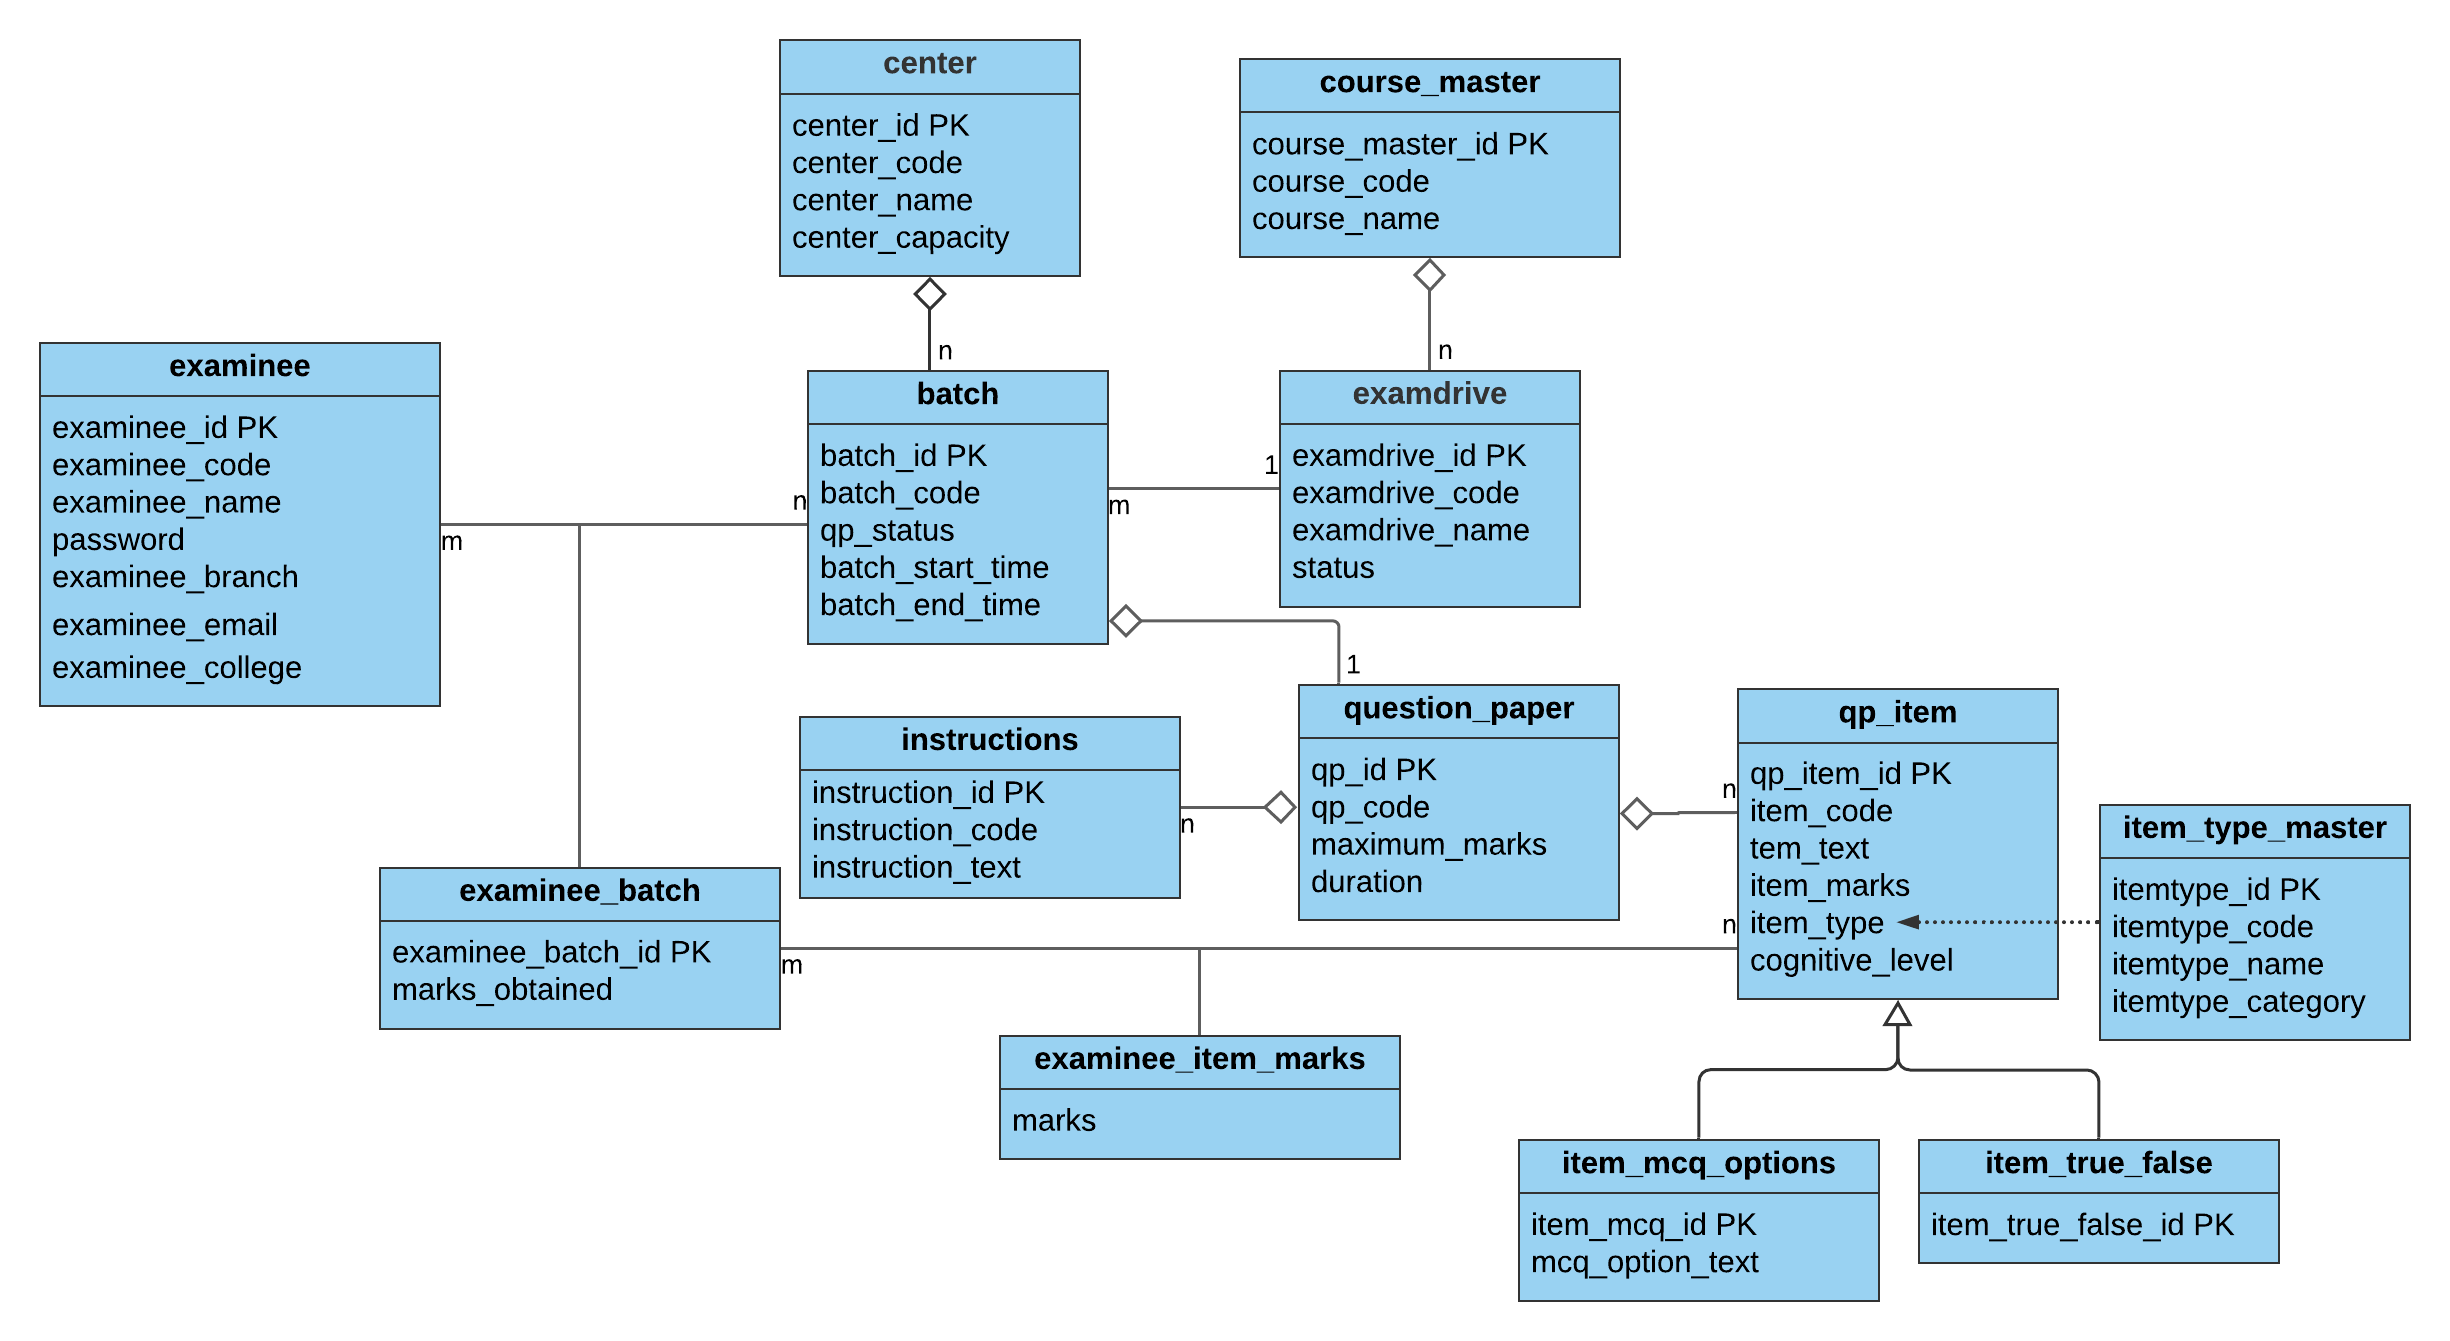 center
center_id PK
center_code
center_name
center_capacity
n
course_master
course_master_id PK
course_code
course_name
n
examinee
examinee_id PK
examinee_code
examinee_name
password
examinee_branch
examinee_email
examinee_college
m
n
batch
batch_id PK
batch_code
qp_status
batch_start_time
batch_end_time
m
1
examdrive
examdrive_id PK
examdrive_code
examdrive_name
status
1
instructions
instruction_id PK
instruction_code
instruction_text
n
question_paper
qp_id PK
qp_code
maximum_marks
duration
n
qp_item
qp_item_id PK
item_code
tem_text
item_marks
item_type
cognitive_level
n
item_type_master
itemtype_id PK
itemtype_code
itemtype_name
itemtype_category
examinee_batch
examinee_batch_id PK
marks_obtained
m
examinee_item_marks
marks
item_mcq_options
item_mcq_id PK
mcq_option_text
item_true_false
item_true_false_id PK